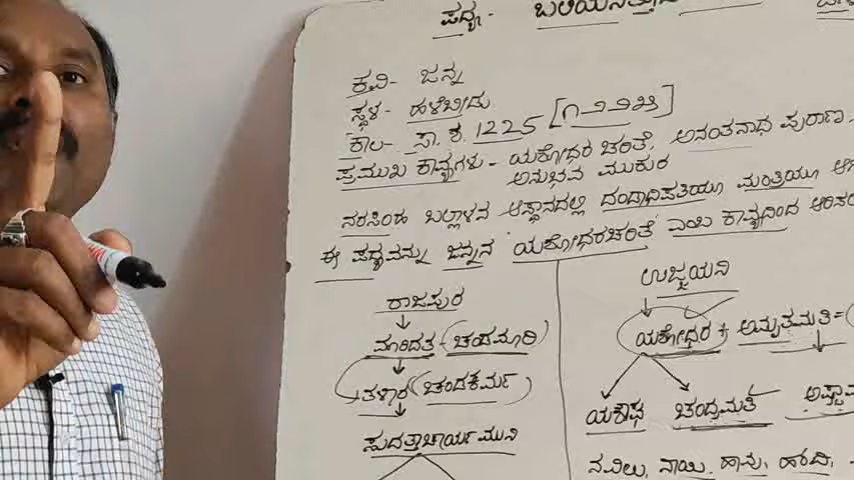 ಪದ್ಯ - ಬಲಿಯನಿತ್ತೊಡೆ
ಕವಿ- ಜನ್ನ
ಸ್ಥಳ - ಹಳೆಬೀಡು
ಕಾಲ- ಸಾ. ಶ. 1225 [೧೨೨೫]
ಪ್ರಮುಖ ಕಾವ್ಯಗಳು - ಯಶೋಧರ ಚರಿತೆ, ಅನಂತನಾಥ ಪುರಾಣ,
ಅನುಭವ ಮುಕುರ
ನರಸಿಂಹ ಬಲ್ಲಾಳನ ಆಸ್ಥಾನದಲ್ಲಿ ದಂಡಾಧಿಪತಿಯೂ ಮಂತ್ರಿಯೂ
ಈ ಪದ್ಯವನ್ನು ಜನ್ನನ 'ಯಶೋಧರಚರಿತೆ' ಎಂಬ ಕಾವ್ಯದಿಂದ
ರಾಜಪುರ
ಮಾರಿದತ್ತ - (ಚಂಡಮಾರಿ)
ತಳಾರ (ಚಂಡಕರ್ಮ)
ಸುದತ್ತಾಚಾರ್ಯ ಮುನಿ
ಉಜ್ಜಯನಿ
ಯಶೋಧರ + ಅಮೃತಮತಿ =
ಯಶೌಘ ಚಂದ್ರಮತಿ
ನವಿಲು, ನಾಯಿ. ಹಾವು,